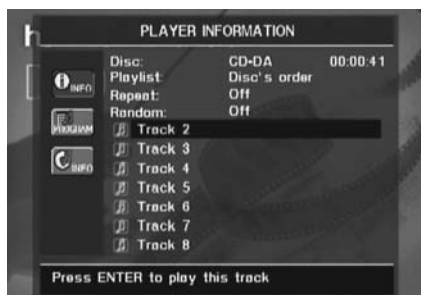 PLAYER INFORMATION
Disc: CD-DA 00:00:41
Playlist: Disc's order
Repeat: Off
Random: Off
INFO
Track 2
PROGRAM
Track 3
INFO
Track 4
Track 5
Track 6
Track 7
Track 8
Press ENTER to play this track